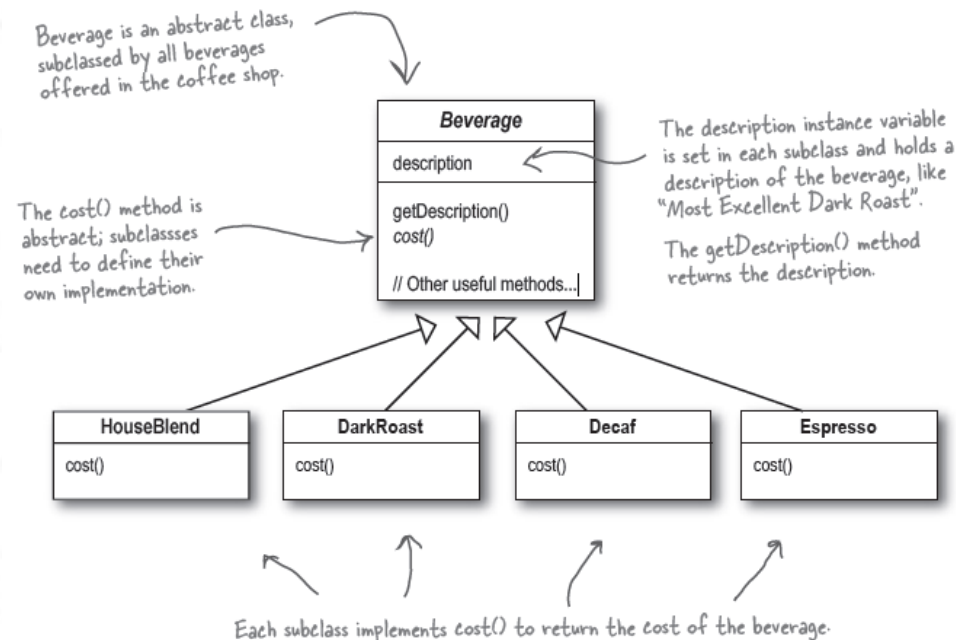 Beverage is an abstract class,
subclassed by all beverages
offered in the coffee shop.
Beverage
description
getDescription()
cost()
// Other useful methods...
The description instance variable
is set in each subclass and holds a
description of the beverage, like
“Most Excellent Dark Roast”.
The getDescription() method
returns the description.
The cost() method is
abstract; subclassses
need to define their
own implementation.
HouseBlend
cost()
DarkRoast
cost()
Decaf
cost()
Espresso
cost()
Each subclass implements cost() to return the cost of the beverage.